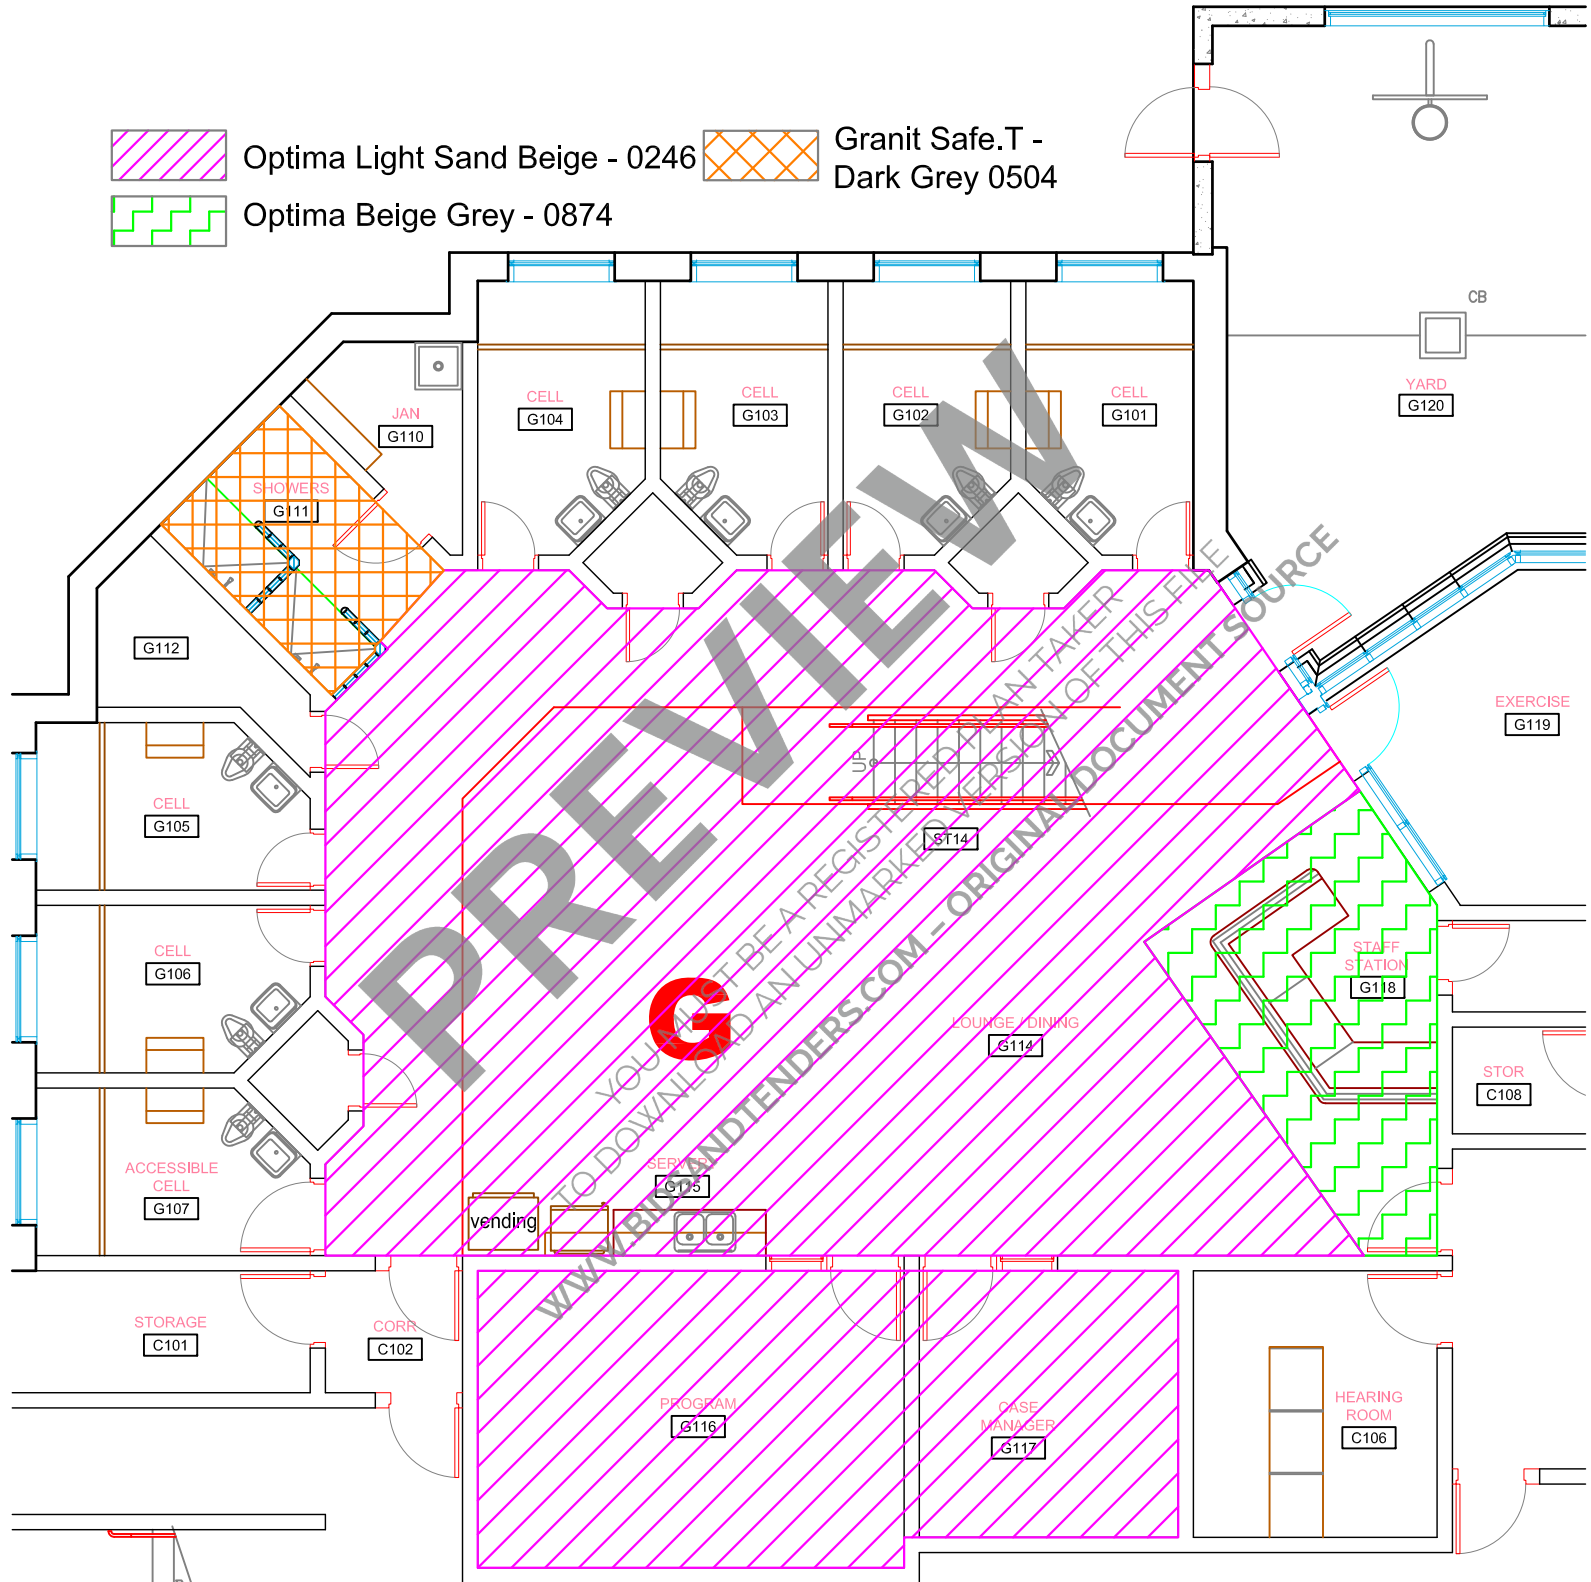 Optima Light Sand Beige - 0246
Granit Safe.T -
Dark Grey 0504
Optima Beige Grey - 0874
CB
YARD
G120
CELL
G104
CELL
G103
CELL
G102
CELL
G101
JAN
G110
SHOWERS
G111
G112
EXERCISE
G119
UP
ST14
CELL
G105
CELL
G106
STAFF
STATION
G118
G
LOUNGE / DINING
G114
STOR
C108
ACCESSIBLE
CELL
G107
SERVERY
G115
vending
STORAGE
C101
CORR
C102
PROGRAM
G116
CASE
MANAGER
G117
HEARING
ROOM
C106
PREVIEW
YOU MUST BE A REGISTERED PLAN TAKER
TO DOWNLOAD AN UNMARKED VERSION OF THIS FILE
WWW.BIDSANDTENDERS.COM – ORIGINAL DOCUMENT SOURCE